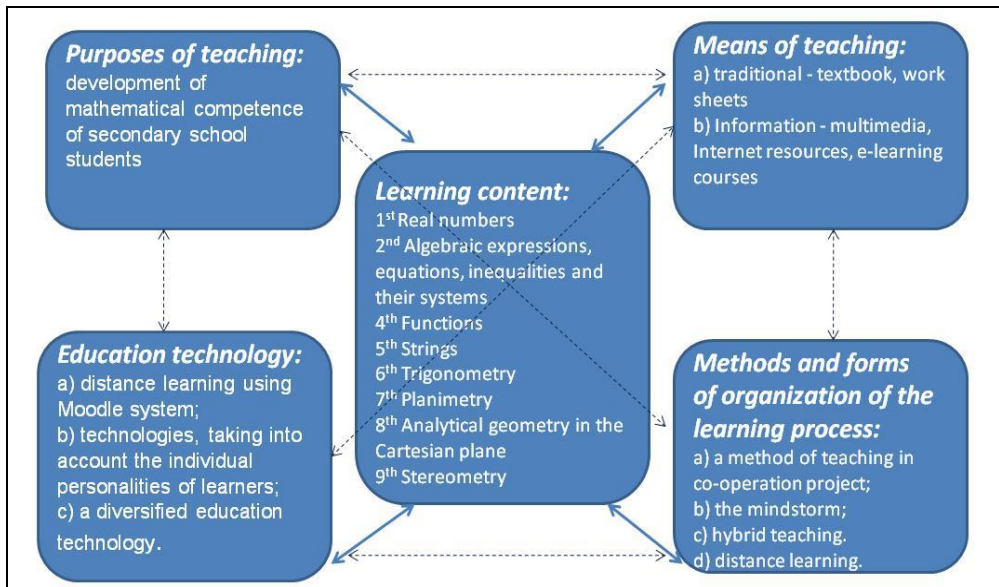 Purposes of teaching:
development of
mathematical competence
of secondary school
students
Means of teaching:
a) traditional - textbook, work
sheets
b) Information - multimedia,
Internet resources, e-learning
courses
Learning content:
1st Real numbers
2nd Algebraic expressions,
equations, inequalities and
their systems
4th Functions
5th Strings
6th Trigonometry
7th Planimetry
8th Analytical geometry in the
Cartesian plane
9th Stereometry
Education technology:
a) distance learning using
Moodle system;
b) technologies, taking into
account the individual
personalities of learners;
c) a diversified education
technology.
Methods and forms
of organization of the
learning process:
a) a method of teaching in
co-operation project;
b) the mindstorm;
c) hybrid teaching.
d) distance learning.